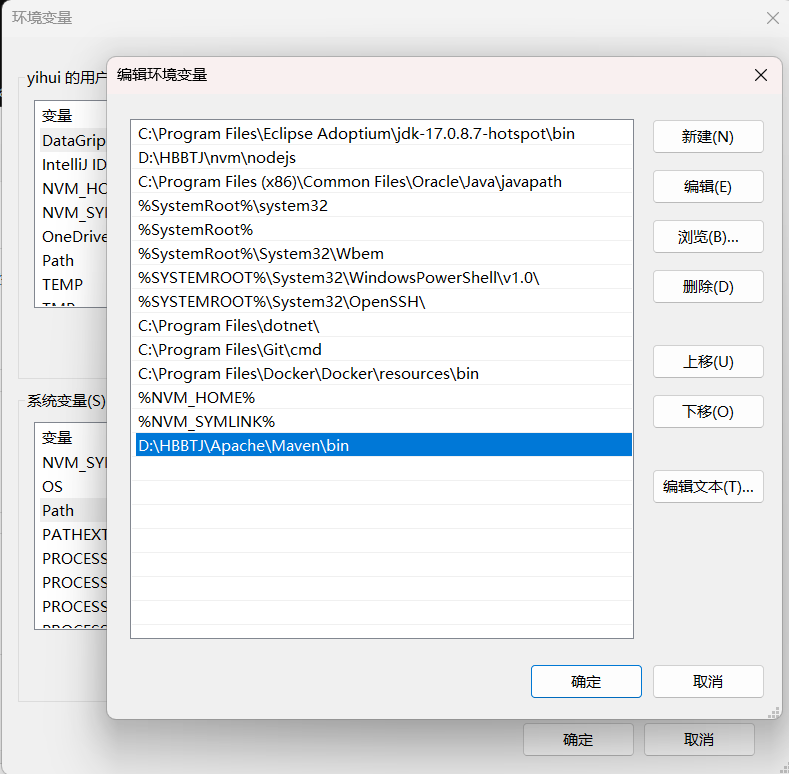 环境变量
yihui 的用户
变量
DataGrip
IntelliJ ID
NVM_HO
NVM_SYI
OneDrive
Path
TEMP
TMP
系统变量(S)
变量
NVM_SYI
OS
Path
PATHEXT
PROCESS
PROCESS
PROCESS
PROCESS
编辑环境变量
C:\Program Files\Eclipse Adoptium\jdk-17.0.8.7-hotspot\bin
D:\HBBTJ\nvm\nodejs
C:\Program Files (x86)\Common Files\Oracle\Java\javapath
%SystemRoot%\system32
%SystemRoot%
%SystemRoot%\System32\Wbem
%SYSTEMROOT%\System32\WindowsPowerShell\v1.0\
%SYSTEMROOT%\System32\OpenSSH\
C:\Program Files\dotnet\
C:\Program Files\Git\cmd
C:\Program Files\Docker\Docker\resources\bin
%NVM_HOME%
%NVM_SYMLINK%
D:\HBBTJ\Apache\Maven\bin
新建(N)
编辑(E)
浏览(B)...
删除(D)
上移(U)
下移(O)
编辑文本(T)...
确定
取消
确定
取消